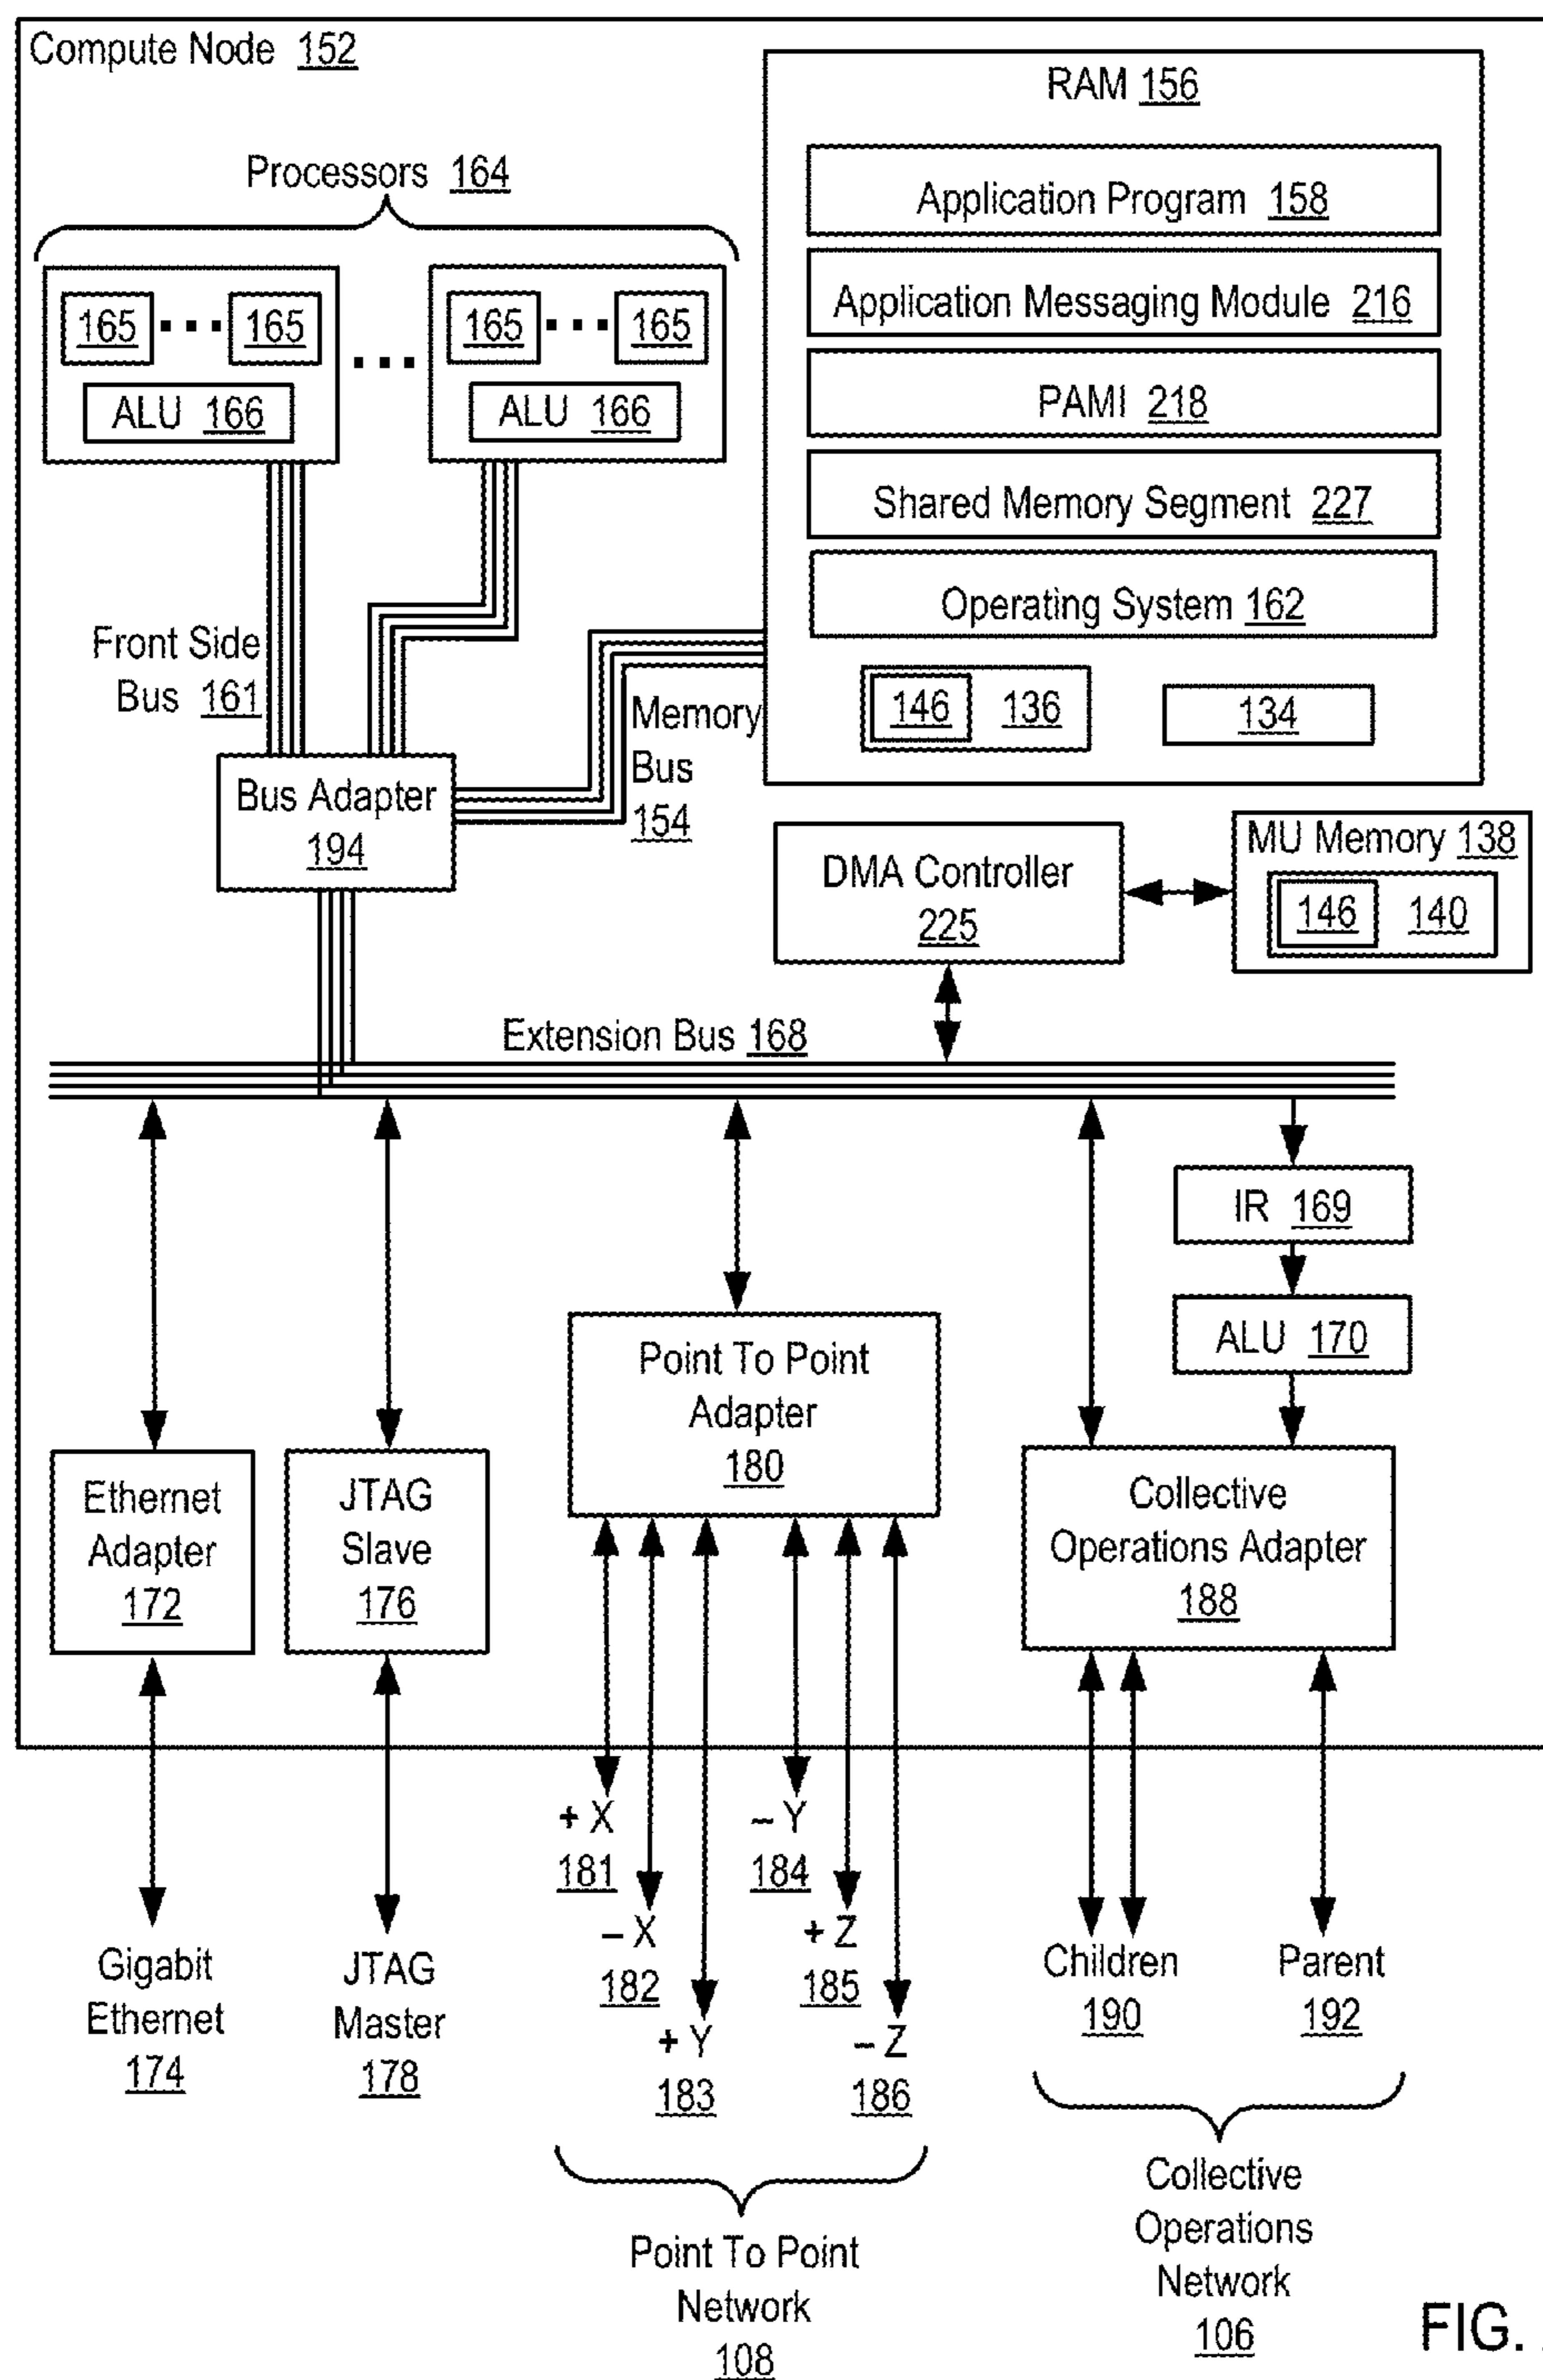 Compute Node 152
RAM 156
Processors 164
Application Program 158
165 ... 165
ALU 166
...
165 ... 165
ALU 166
Application Messaging Module 216
PAMI 218
Shared Memory Segment 227
Operating System 162
146 136
134
Front Side
Bus 161
Memory
Bus
154
Bus Adapter
194
DMA Controller
225
MU Memory 138
146 140
Extension Bus 168
IR 169
ALU 170
Point To Point
Adapter
180
Ethernet
Adapter
172
JTAG
Slave
176
Collective
Operations Adapter
188
+ X
181
– X
182
+ Y
183
– Y
184
+ Z
185
– Z
186
Gigabit
Ethernet
174
JTAG
Master
178
Children
190
Parent
192
Point To Point
Network
108
Collective
Operations
Network
106
FIG.